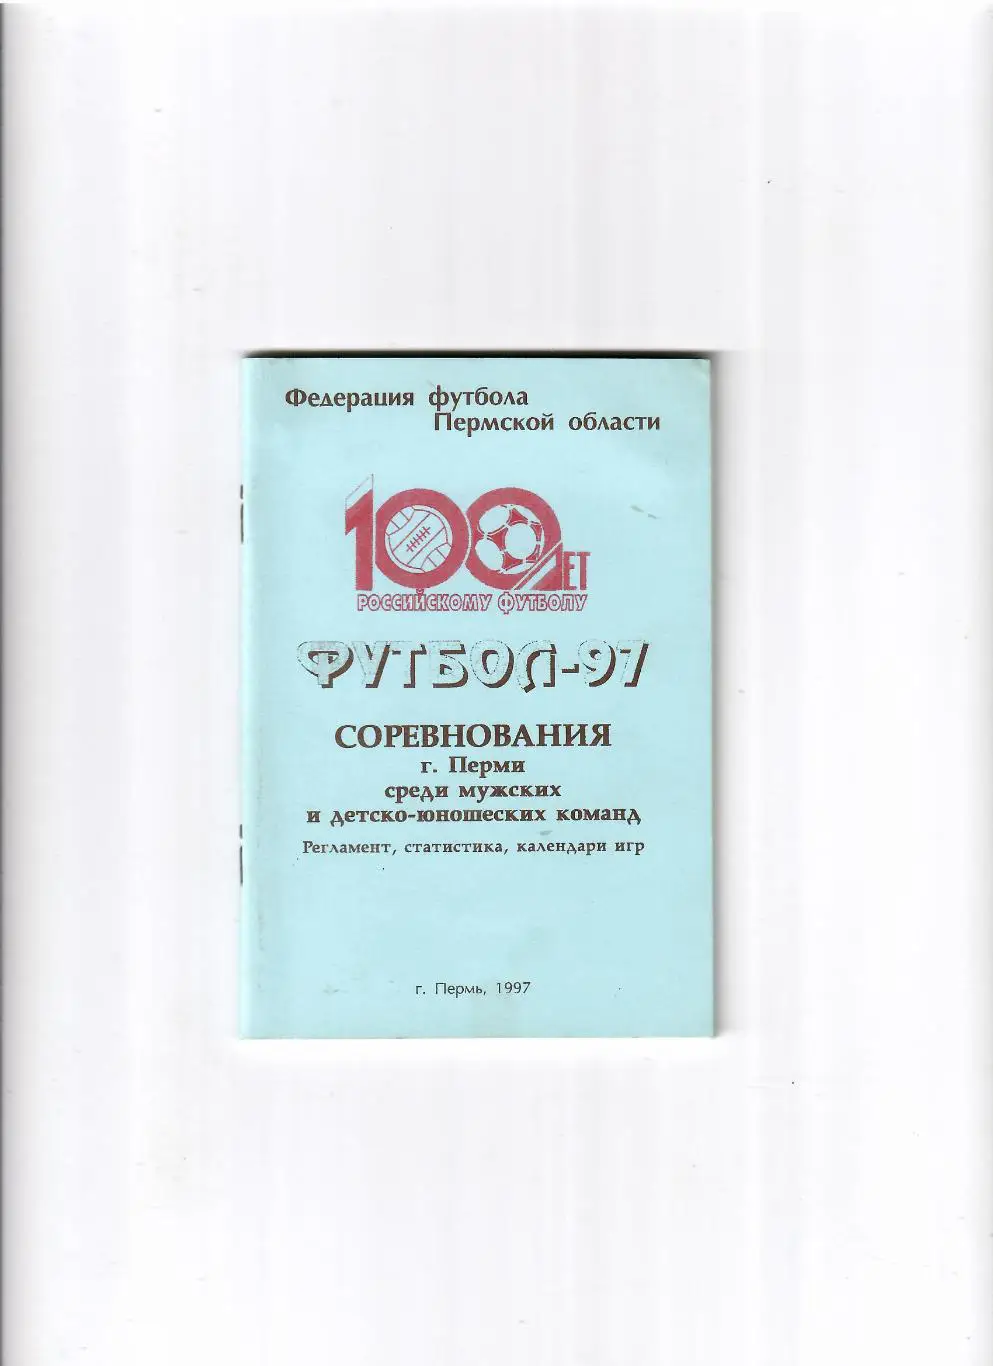 Федерация футбола
Пермской области
100 ЛЕТ
РОССИЙСКОМУ ФУТБОЛУ
ФУТБОЛ-97
СОРЕВНОВАНИЯ
г. Перми
среди мужских
и детско-юношеских команд
Регламент, статистика, календари игр
г. Пермь, 1997